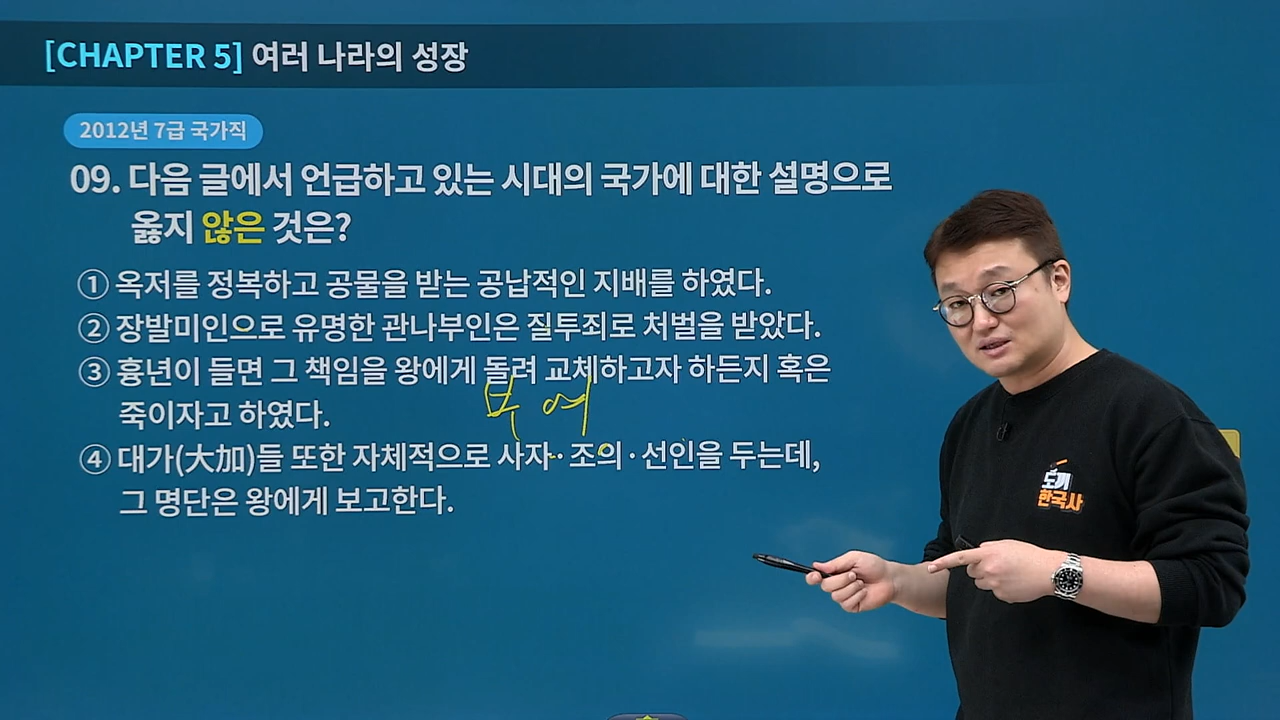 [CHAPTER 5] 여러 나라의 성장
2012년 7급 국가직
09. 다음 글에서 언급하고 있는 시대의 국가에 대한 설명으로
옳지 않은 것은?
① 옥저를 정복하고 공물을 받는 공납적인 지배를 하였다.
② 장발미인으로 유명한 관나부인은 질투죄로 처벌을 받았다.
③ 흉년이 들면 그 책임을 왕에게 돌려 교체하고자 하든지 혹은
죽이자고 하였다.
부여
④ 대가(大加)들 또한 자체적으로 사자·조의·선인을 두는데,
그 명단은 왕에게 보고한다.
도끼
한국사